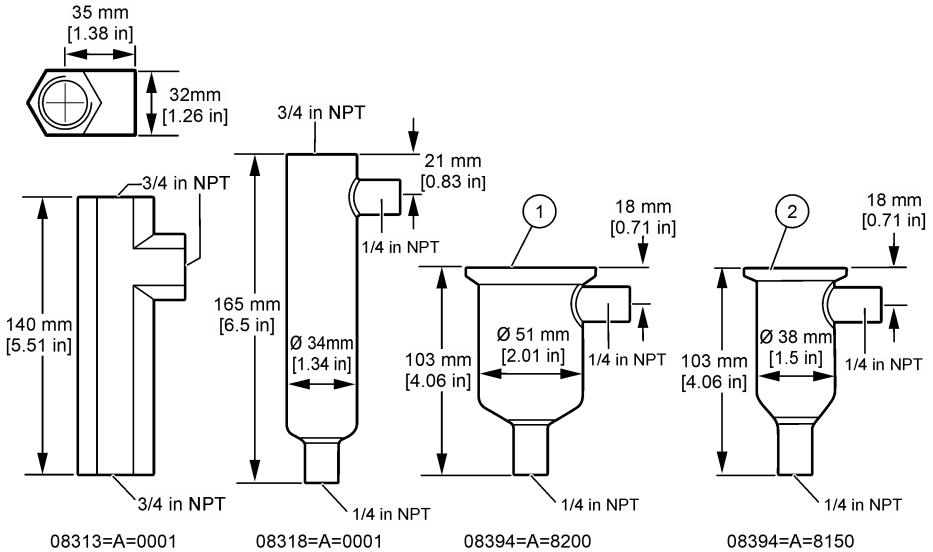 35 mm
[1.38 in]
32mm
[1.26 in]
3/4 in NPT
140 mm
[5.51 in]
3/4 in NPT
08313=A=0001
3/4 in NPT
21 mm
[0.83 in]
1/4 in NPT
165 mm
[6.5 in]
Ø 34mm
[1.34 in]
1/4 in NPT
08318=A=0001
1
18 mm
[0.71 in]
103 mm
[4.06 in]
Ø 51 mm
[2.01 in]
1/4 in NPT
1/4 in NPT
08394=A=8200
2
18 mm
[0.71 in]
103 mm
[4.06 in]
Ø 38 mm
[1.5 in]
1/4 in NPT
1/4 in NPT
08394=A=8150